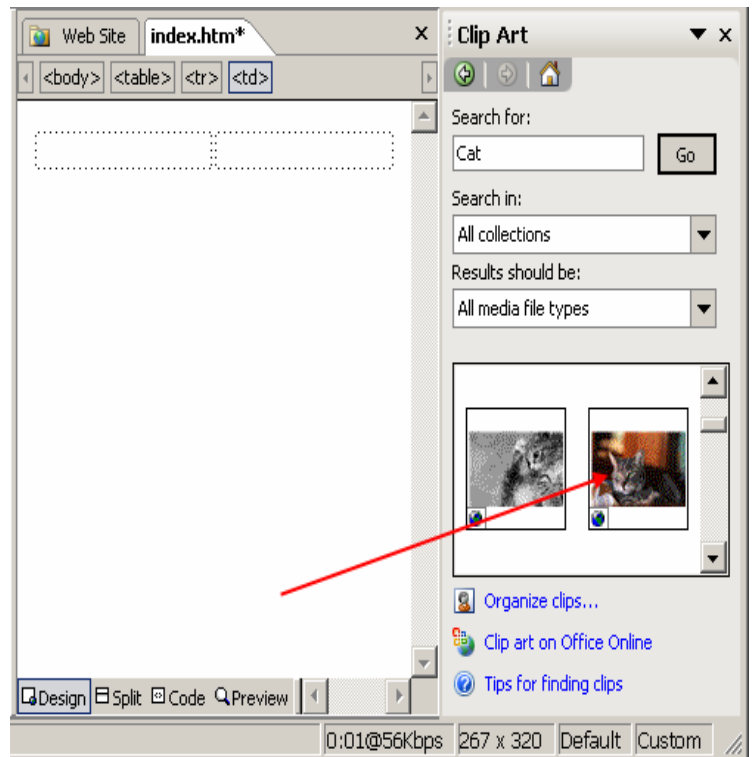 Web Site index.htm*
<body> <table> <tr> <td>
Design Split Code Preview
Clip Art
Search for:
Cat Go
Search in:
All collections
Results should be:
All media file types
Organize clips...
Clip art on Office Online
Tips for finding clips
0:01@56Kbps 267 x 320 Default Custom